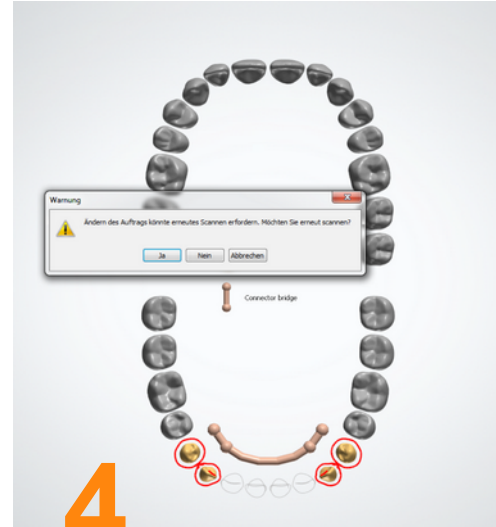 Warnung
Ändern des Auftrags könnte erneutes Scannen erfordern. Möchten Sie erneut scannen?
Ja
Nein
Abbrechen
Connector bridge
4